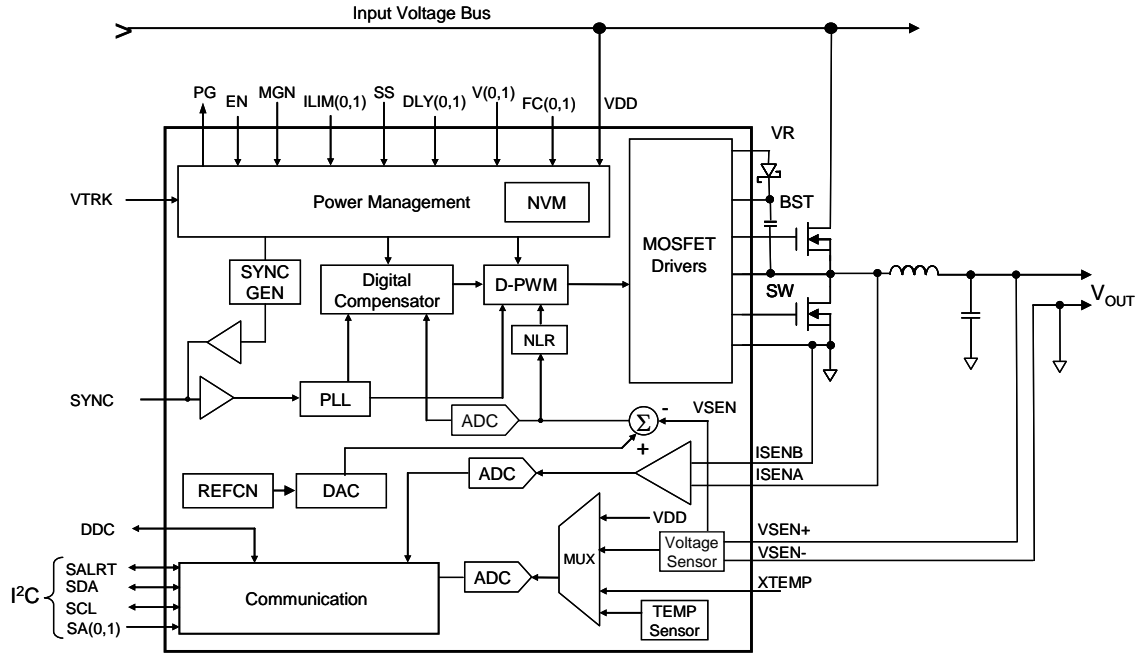 Input Voltage Bus
PG
EN
MGN
ILIM(0,1)
SS
DLY(0,1)
V(0,1)
FC(0,1)
VDD
VR
VTRK
Power Management
NVM
BST
MOSFET
Drivers
SYNC
GEN
Digital
Compensator
D-PWM
SW
VOUT
NLR
SYNC
PLL
ADC
Σ
-
+
VSEN
ISENB
ISENA
ADC
REFCN
DAC
DDC
VDD
VSEN+
VSEN-
Voltage
Sensor
MUX
ADC
XTEMP
TEMP
Sensor
Communication
I²C
SALRT
SDA
SCL
SA(0,1)